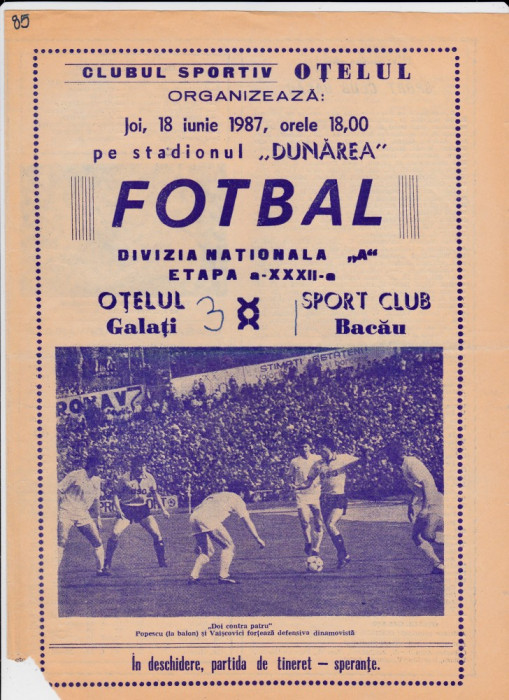 85
CLUBUL SPORTIV OȚELUL
ORGANIZEAZĂ:
Joi, 18 iunie 1987, orele 18,00
pe stadionul „DUNĂREA"
FOTBAL
DIVIZIA NAȚIONALA „A"
ETAPA a-XXXII-a
OȚELUL 3 1 SPORT CLUB
Galați Bacău
STIMAȚI
„Doi contra patru"
Popescu (la balon) și Vaișcovici forțează defensiva dinamovistă
În deschidere, partida de tineret — speranțe.